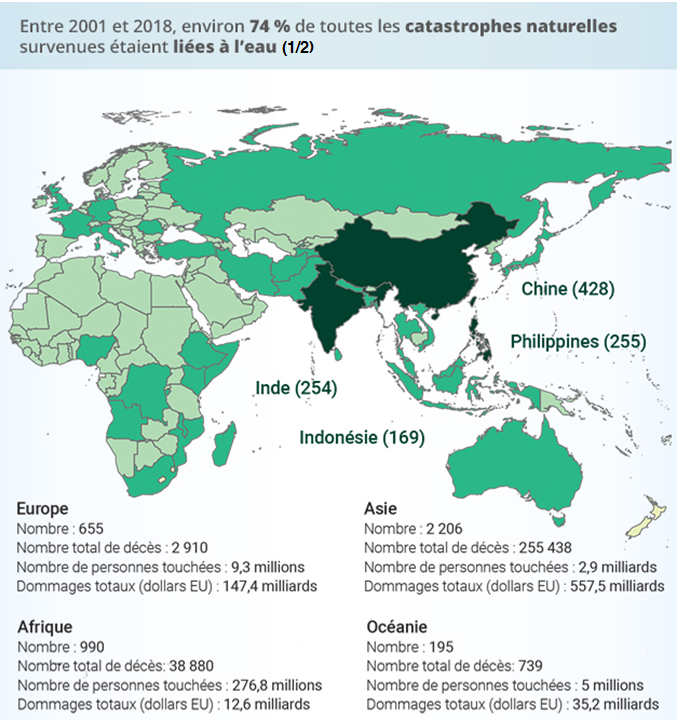 Entre 2001 et 2018, environ 74 % de toutes les catastrophes naturelles
survenues étaient liées à l'eau (1/2)
Chine (428)
Philippines (255)
Inde (254)
Indonésie (169)
Europe
Nombre : 655
Nombre total de décès : 2 910
Nombre de personnes touchées : 9,3 millions
Dommages totaux (dollars EU) : 147,4 milliards
Asie
Nombre : 2 206
Nombre total de décès : 255 438
Nombre de personnes touchées : 2,9 milliards
Dommages totaux (dollars EU) : 557,5 milliards
Afrique
Nombre : 990
Nombre total de décès: 38 880
Nombre de personnes touchées : 276,8 millions
Dommages totaux (dollars EU) : 12,6 milliards
Océanie
Nombre : 195
Nombre total de décès: 739
Nombre de personnes touchées : 5 millions
Dommages totaux (dollars EU) : 35,2 milliards